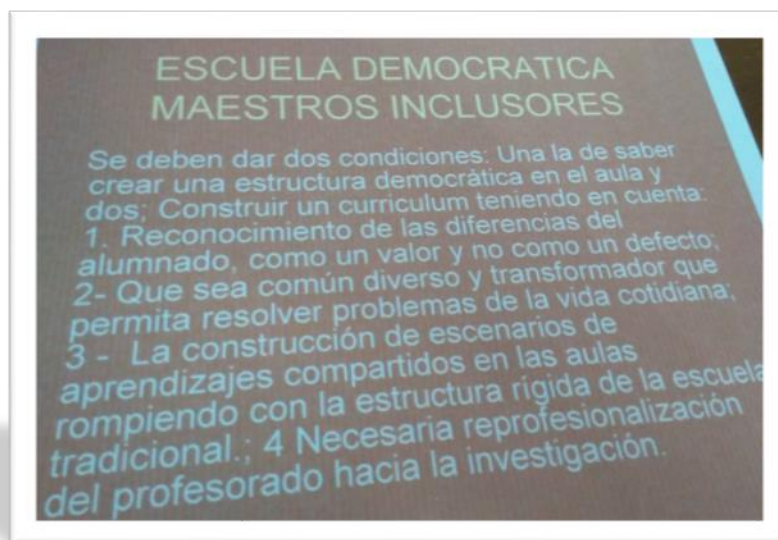 ESCUELA DEMOCRATICA
MAESTROS INCLUSORES
Se deben dar dos condiciones: Una la de saber
crear una estructura democràtica en el aula y
dos; Construir un curriculum teniendo en cuenta:
1. Reconocimiento de las diferencias del
alumnado, como un valor y no como un defecto;
2- Que sea común diverso y transformador que
permita resolver problemas de la vida cotidiana;
3 - La construcción de escenarios de
aprendizajes compartidos en las aulas
rompiendo con la estructura rígida de la escuela
tradicional.; 4 Necesaria reprofesionalización
del profesorado hacia la investigación.